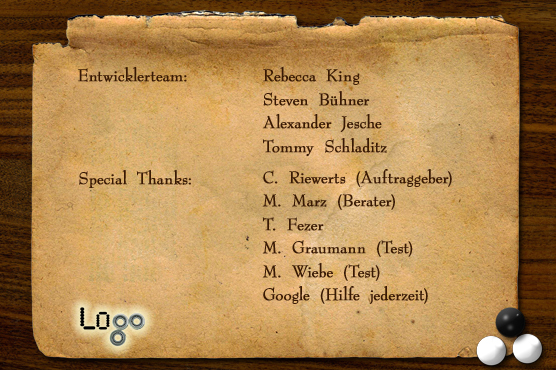 Entwicklerteam: Rebecca King
Steven Bühner
Alexander Jesche
Tommy Schladitz
Special Thanks: C. Riewerts (Auftraggeber)
M. Marz (Berater)
T. Fezer
M. Graumann (Test)
M. Wiebe (Test)
Google (Hilfe jederzeit)
Logo